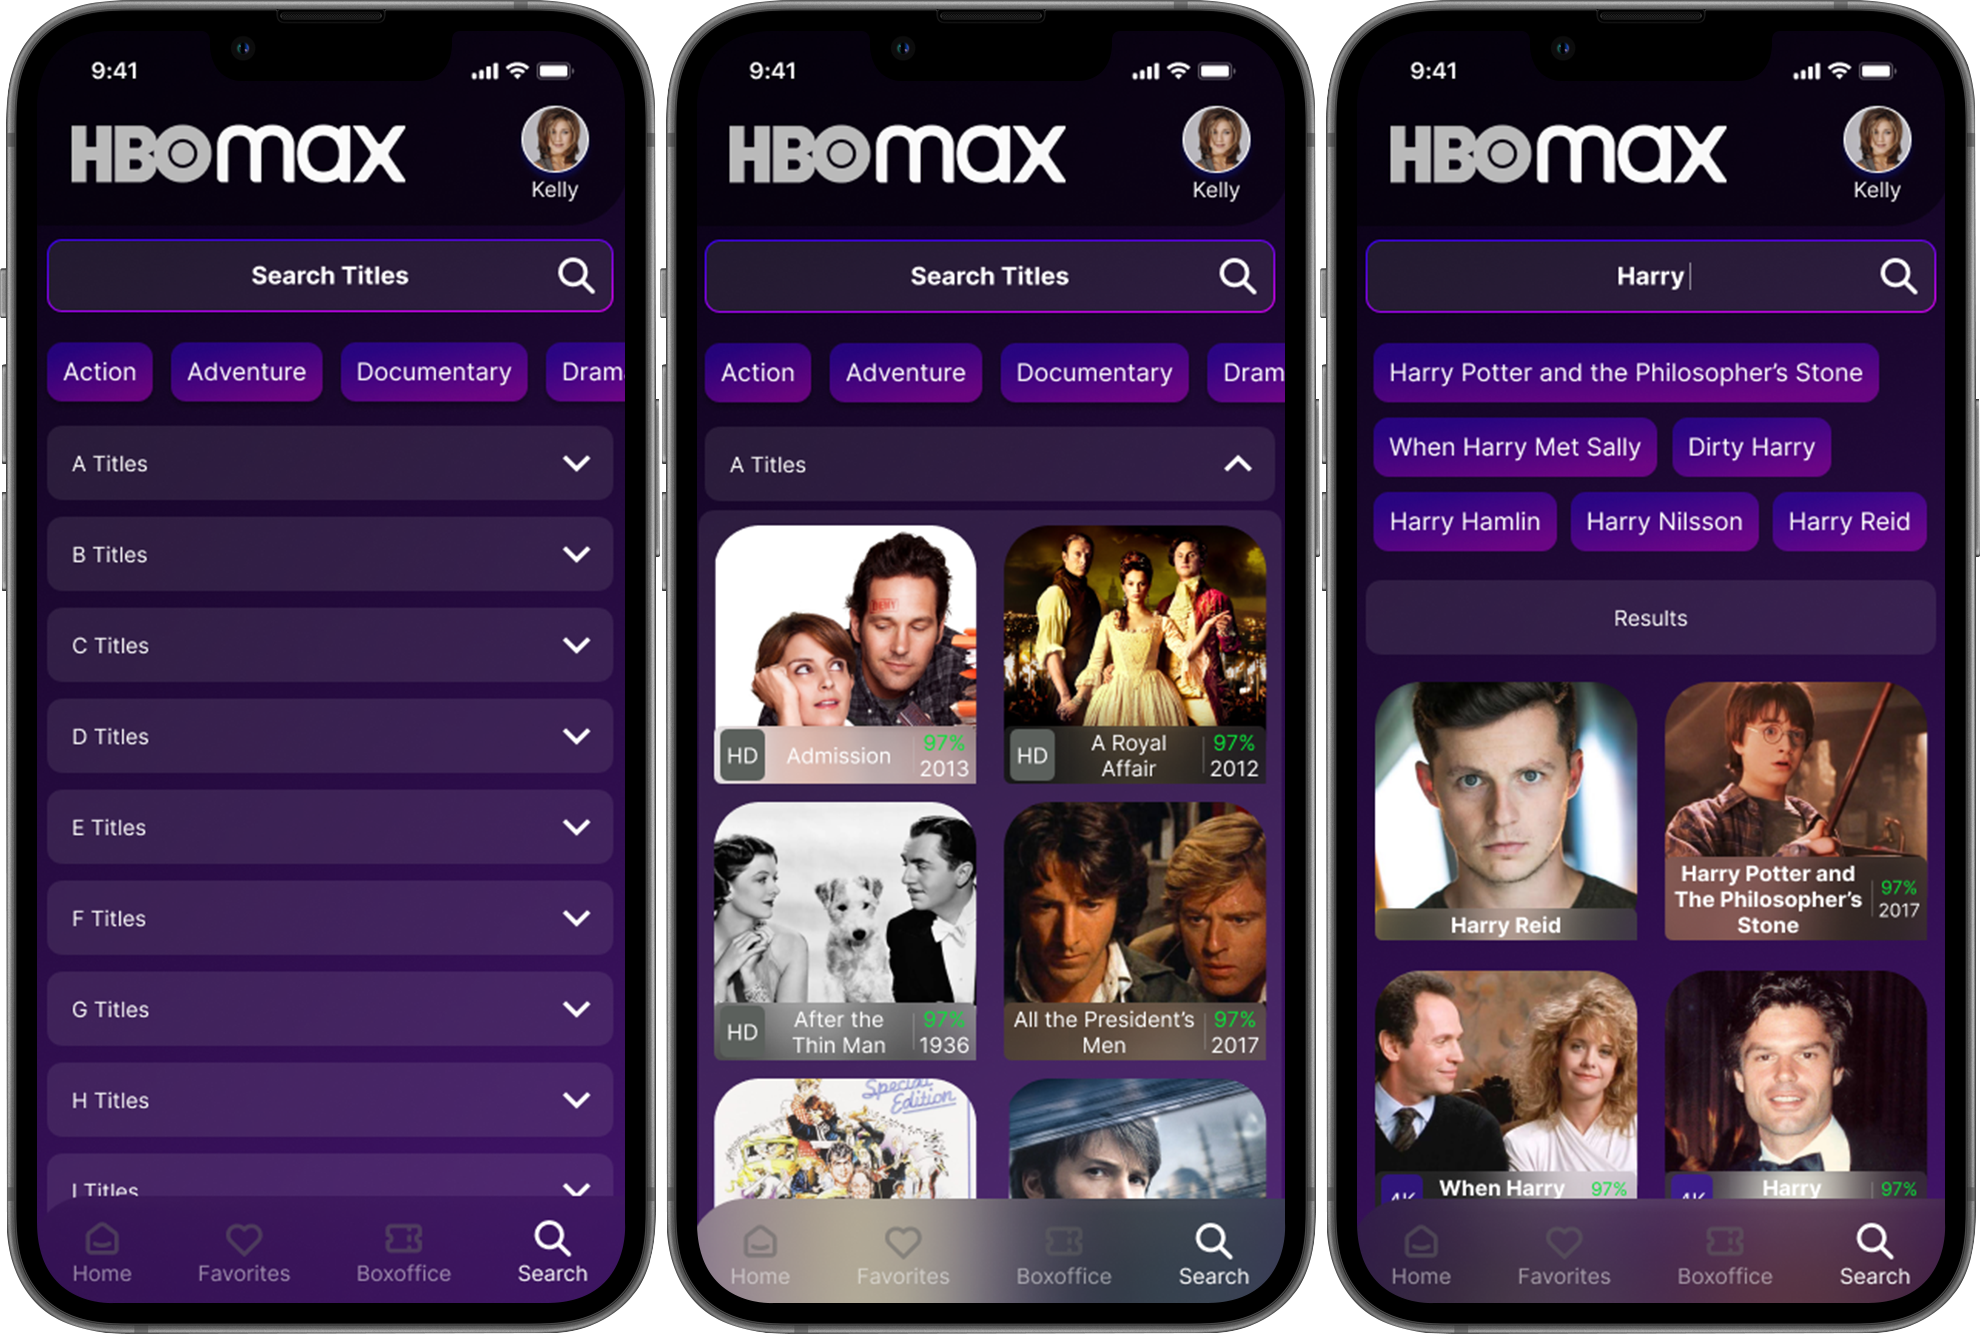 9:41
HBOmax
Kelly
Search Titles
Action
Adventure
Documentary
Dram
A Titles
B Titles
C Titles
D Titles
E Titles
F Titles
G Titles
H Titles
I Titles
Home
Favorites
Boxoffice
Search
9:41
HBOmax
Kelly
Search Titles
Action
Adventure
Documentary
Dram
A Titles
DENY
HD
Admission
97%
2013
HD
A Royal
Affair
97%
2012
HD
After the
Thin Man
97%
1936
All the President's
Men
97%
2017
Special
Edition
Home
Favorites
Boxoffice
Search
9:41
HBOmax
Kelly
Harry
Harry Potter and the Philosopher's Stone
When Harry Met Sally
Dirty Harry
Harry Hamlin
Harry Nilsson
Harry Reid
Results
Harry Reid
Harry Potter and
The Philosopher's
Stone
97%
2017
4K
When Harry
97%
4K
Harry
97%
Home
Favorites
Boxoffice
Search